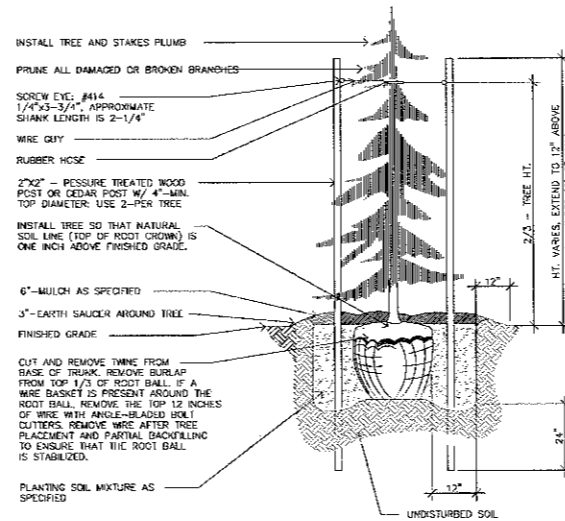 INSTALL TREE AND STAKES PLUMB
PRUNE ALL DAMAGED OR BROKEN BRANCHES
SCREW EYE: #414
1/4"x3-3/4", APPROXIMATE
SHANK LENGTH IS 2-1/4"
WIRE GUY
RUBBER HOSE
2"X2" - PESSURE TREATED WOOD
POST OR CEDAR POST W/ 4"-MIN.
TOP DIAMETER; USE 2-PER TREE
INSTALL TREE SO THAT NATURAL
SOIL LINE (TOP OF ROOT CROWN) IS
ONE INCH ABOVE FINISHED GRADE.
6"-MULCH AS SPECIFIED
3"-EARTH SAUCER AROUND TREE
FINISHED GRADE
CUT AND REMOVE TWINE FROM
BASE OF TRUNK. REMOVE BURLAP
FROM TOP 1/3 OF ROOT BALL. IF A
WIRE BASKET IS PRESENT AROUND THE
ROOT BALL, REMOVE THE TOP 12 INCHES
OF WIRE WITH ANGLE-BLADED BOLT
CUTTERS. REMOVE WIRE AFTER TREE
PLACEMENT AND PARTIAL BACKFILLING
TO ENSURE THAT THE ROOT BALL
IS STABILIZED.
PLANTING SOIL MIXTURE AS
SPECIFIED
2/3 - TREE HT.
HT. VARIES, EXTEND TO 12" ABOVE
12"
24"
12"
UNDISTURBED SOIL